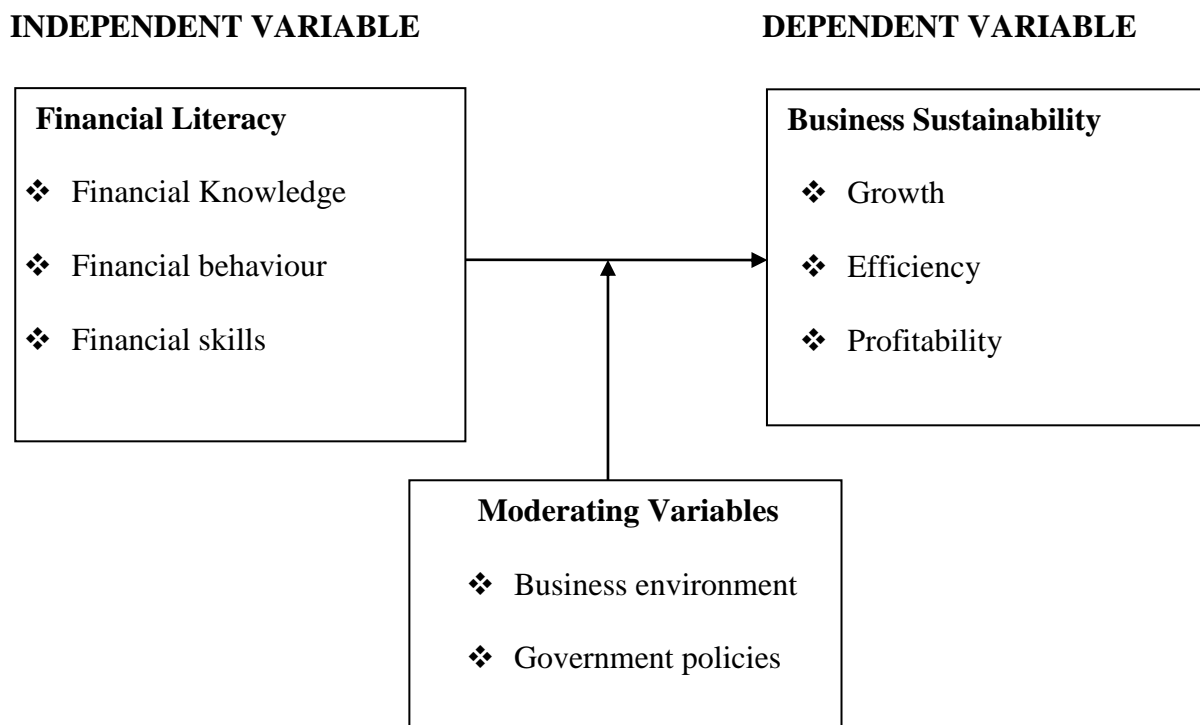 INDEPENDENT VARIABLE
DEPENDENT VARIABLE
Financial Literacy
❖ Financial Knowledge
❖ Financial behaviour
❖ Financial skills
Business Sustainability
❖ Growth
❖ Efficiency
❖ Profitability
Moderating Variables
❖ Business environment
❖ Government policies